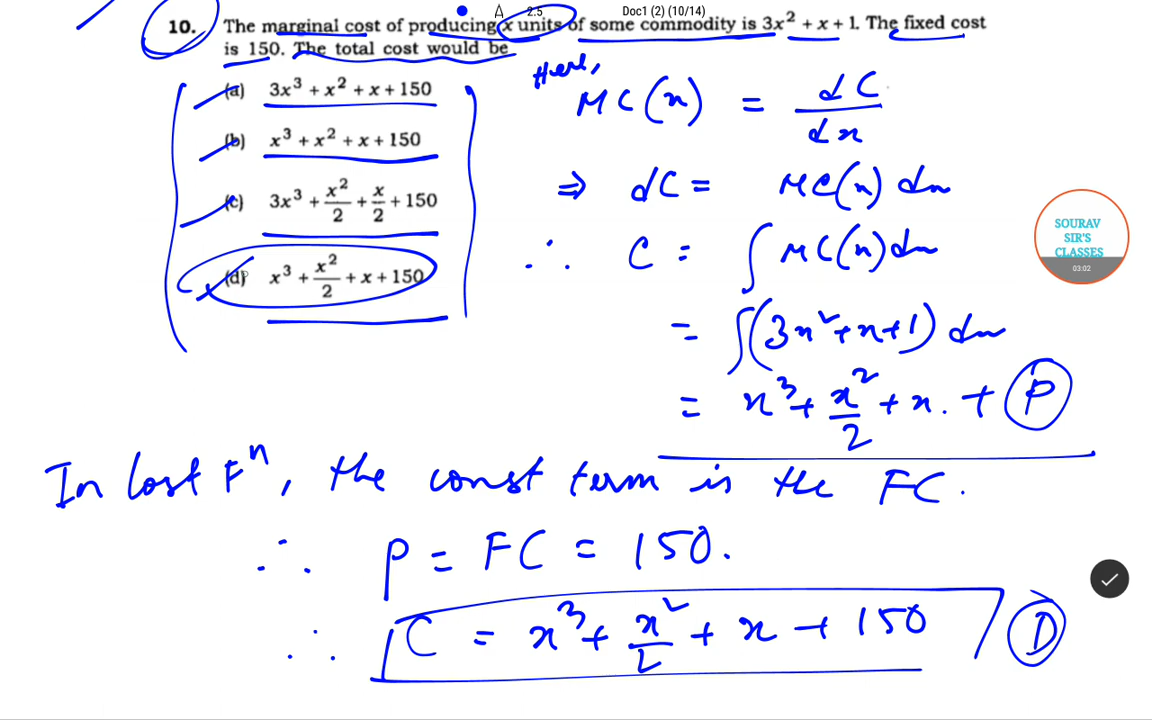 A 2.5 Doc1 (2) (10/14)
10. The marginal cost of producing x units of some commodity is 3x² + x + 1. The fixed cost
is 150. The total cost would be
(a) 3x³ + x² + x + 150
(b) x³ + x² + x + 150
(c) 3x³ + x²/2 + x/2 + 150
(d) x³ + x²/2 + x + 150
Here,
MC(x) = dC/dx
⇒ dC = MC(x) dx
∴ C = ∫ MC(x) dx
= ∫(3x²+x+1) dx
= x³ + x²/2 + x. + P
SOURAV
SIR'S
CLASSES
03:02
In cost Fⁿ, the const term is the FC.
∴ P = FC = 150.
∴ C = x³ + x²/2 + x + 150 D